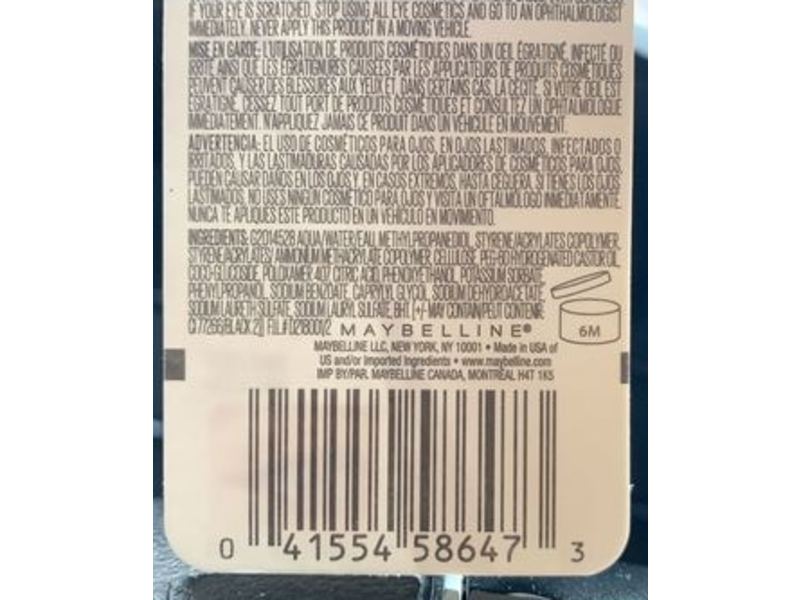 IF YOUR EYE IS SCRATCHED, STOP USING ALL EYE COSMETICS AND GO TO AN OPHTHALMOLOGIST
IMMEDIATELY. NEVER APPLY THIS PRODUCT IN A MOVING VEHICLE.
MISE EN GARDE: L'UTILISATION DE PRODUITS COSMÉTIQUES DANS UN OEIL ÉGRATIGNÉ, INFECTÉ OU
IRRITÉ AINSI QUE LES ÉGRATIGNURES CAUSÉES PAR LES APPLICATEURS DE PRODUITS COSMÉTIQUES
PEUVENT CAUSER DES BLESSURES AUX YEUX ET, DANS CERTAINS CAS, LA CÉCITÉ. SI VOTRE OEIL EST
ÉGRATIGNÉ, CESSEZ TOUT PORT DE PRODUITS COSMÉTIQUES ET CONSULTEZ UN OPHTALMOLOGUE
IMMÉDIATEMENT. N'APPLIQUEZ JAMAIS CE PRODUIT DANS UN VÉHICULE EN MOUVEMENT.
ADVERTENCIA: EL USO DE COSMÉTICOS PARA OJOS, EN OJOS LASTIMADOS, INFECTADOS O
IRRITADOS, Y LAS LASTIMADURAS CAUSADAS POR LOS APLICADORES DE COSMÉTICOS PARA OJOS,
PUEDEN CAUSAR DAÑOS EN LOS OJOS Y, EN CASOS EXTREMOS, HASTA CEGUERA. SI TIENES LOS OJOS
LASTIMADOS, NO USES NINGÚN COSMÉTICO PARA OJOS Y VISITA UN OFTALMÓLOGO INMEDIATAMENTE.
NUNCA TE APLIQUES ESTE PRODUCTO EN UN VEHÍCULO EN MOVIMIENTO.
INGREDIENTS: G2014528 AQUA/WATER/EAU, METHYLPROPANEDIOL, STYRENE/ACRYLATES COPOLYMER,
STYRENE/ACRYLATES/ AMMONIUM METHACRYLATE COPOLYMER, CELLULOSE, PEG-60 HYDROGENATED CASTOR OIL,
COCO-GLUCOSIDE, POLOXAMER 407, CITRIC ACID, PHENOXYETHANOL, POTASSIUM SORBATE,
PHENYLPROPANOL, SODIUM BENZOATE, CAPRYLYL GLYCOL, SODIUM DEHYDROACETATE,
SODIUM LAURETH SULFATE, SODIUM LAURYL SULFATE, BHT. [+/- MAY CONTAIN/PEUT CONTENIR:
CI 77266 (BLACK 2)] FIL# D218001/2 MAYBELLINE®
6M
MAYBELLINE LLC, NEW YORK, NY 10001 • Made in USA of
US and/or Imported Ingredients • www.maybelline.com
IMP BY/PAR. MAYBELLINE CANADA, MONTRÉAL H4T 1K5
0 41554 58647 3